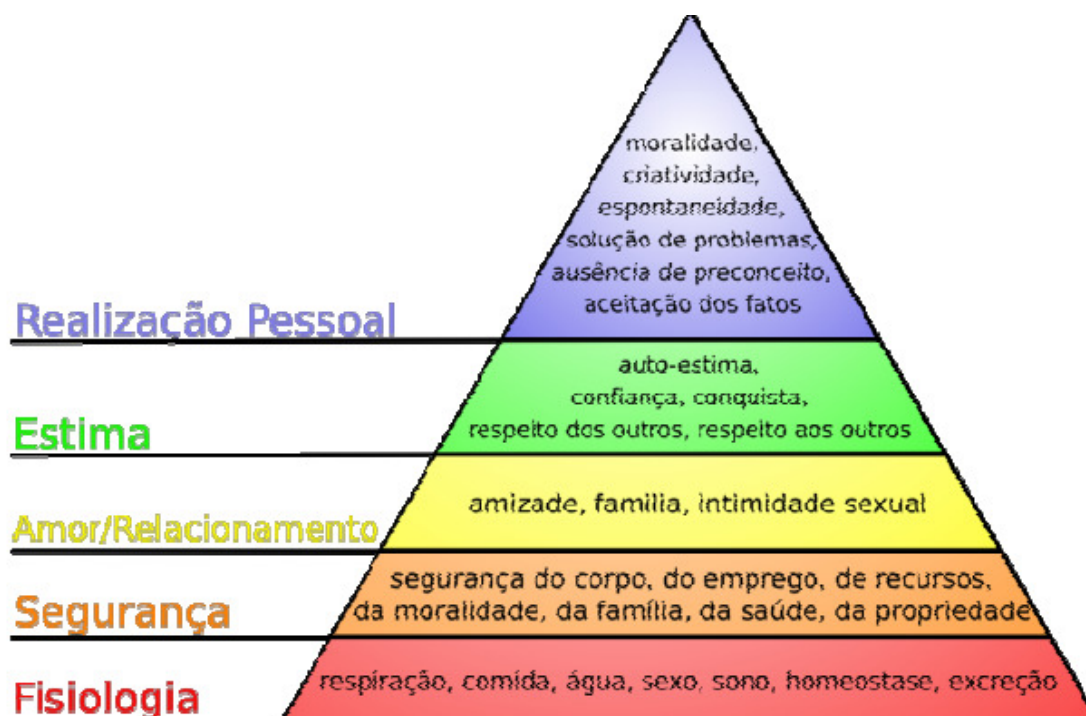 moralidade,
criatividade,
espontaneidade,
solução de problemas,
ausência de preconceito,
aceitação dos fatos
Realização Pessoal
auto-estima,
confiança, conquista,
respeito dos outros, respeito aos outros
Estima
amizade, família, intimidade sexual
Amor/Relacionamento
segurança do corpo, do emprego, de recursos,
da moralidade, da família, da saúde, da propriedade
Segurança
respiração, comida, água, sexo, sono, homeostase, excreção
Fisiologia